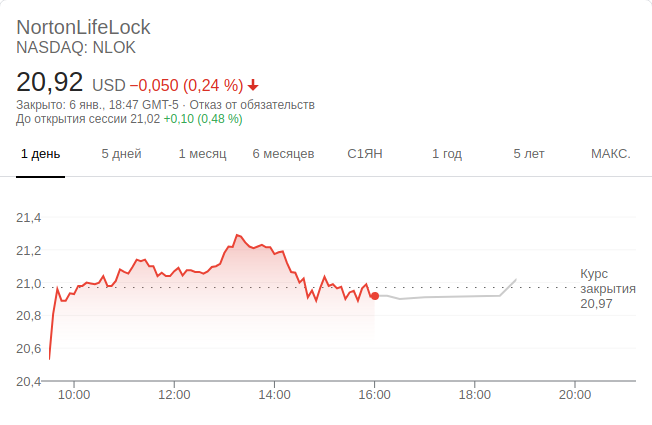 NortonLifeLock
NASDAQ: NLOK
20,92 USD −0,050 (0,24 %)
Закрыто: 6 янв., 18:47 GMT-5 · Отказ от обязательств
До открытия сессии 21,02 +0,10 (0,48 %)
1 день 5 дней 1 месяц 6 месяцев С1ЯН 1 год 5 лет МАКС.
21,4
21,2
21,0
20,8
20,6
20,4
Курс
закрытия
20,97
10:00 12:00 14:00 16:00 18:00 20:00